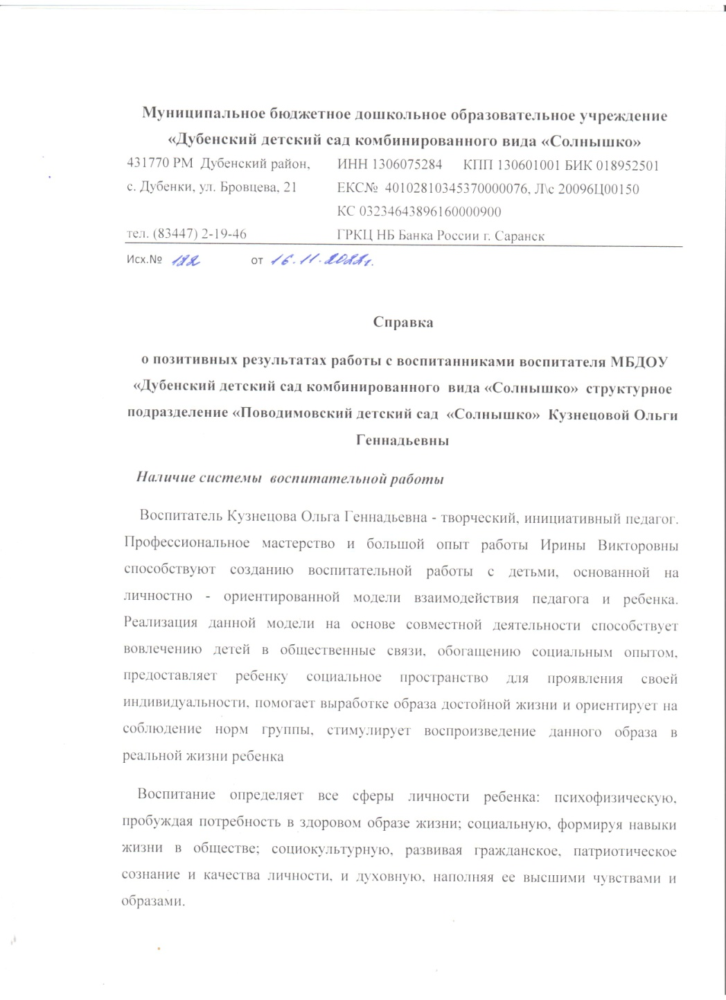 Муниципальное бюджетное дошкольное образовательное учреждение
«Дубенский детский сад комбинированного вида «Солнышко»
431770 РМ Дубенский район, ИНН 1306075284 КПП 130601001 БИК 018952501
с. Дубенки, ул. Бровцева, 21 ЕКС№ 40102810345370000076, Л\с 20096Ц00150
КС 03234643896160000900
тел. (83447) 2-19-46 ГРКЦ НБ Банка России г. Саранск
Исх.№ 122 от 16.11.2022г.
Справка
о позитивных результатах работы с воспитанниками воспитателя МБДОУ
«Дубенский детский сад комбинированного вида «Солнышко» структурное
подразделение «Поводимовский детский сад «Солнышко» Кузнецовой Ольги
Геннадьевны
Наличие системы воспитательной работы
Воспитатель Кузнецова Ольга Геннадьевна - творческий, инициативный педагог.
Профессиональное мастерство и большой опыт работы Ирины Викторовны
способствуют созданию воспитательной работы с детьми, основанной на
личностно - ориентированной модели взаимодействия педагога и ребенка.
Реализация данной модели на основе совместной деятельности способствует
вовлечению детей в общественные связи, обогащению социальным опытом,
предоставляет ребенку социальное пространство для проявления своей
индивидуальности, помогает выработке образа достойной жизни и ориентирует на
соблюдение норм группы, стимулирует воспроизведение данного образа в
реальной жизни ребенка
Воспитание определяет все сферы личности ребенка: психофизическую,
пробуждая потребность в здоровом образе жизни; социальную, формируя навыки
жизни в обществе; социокультурную, развивая гражданское, патриотическое
сознание и качества личности, и духовную, наполняя ее высшими чувствами и
образами.